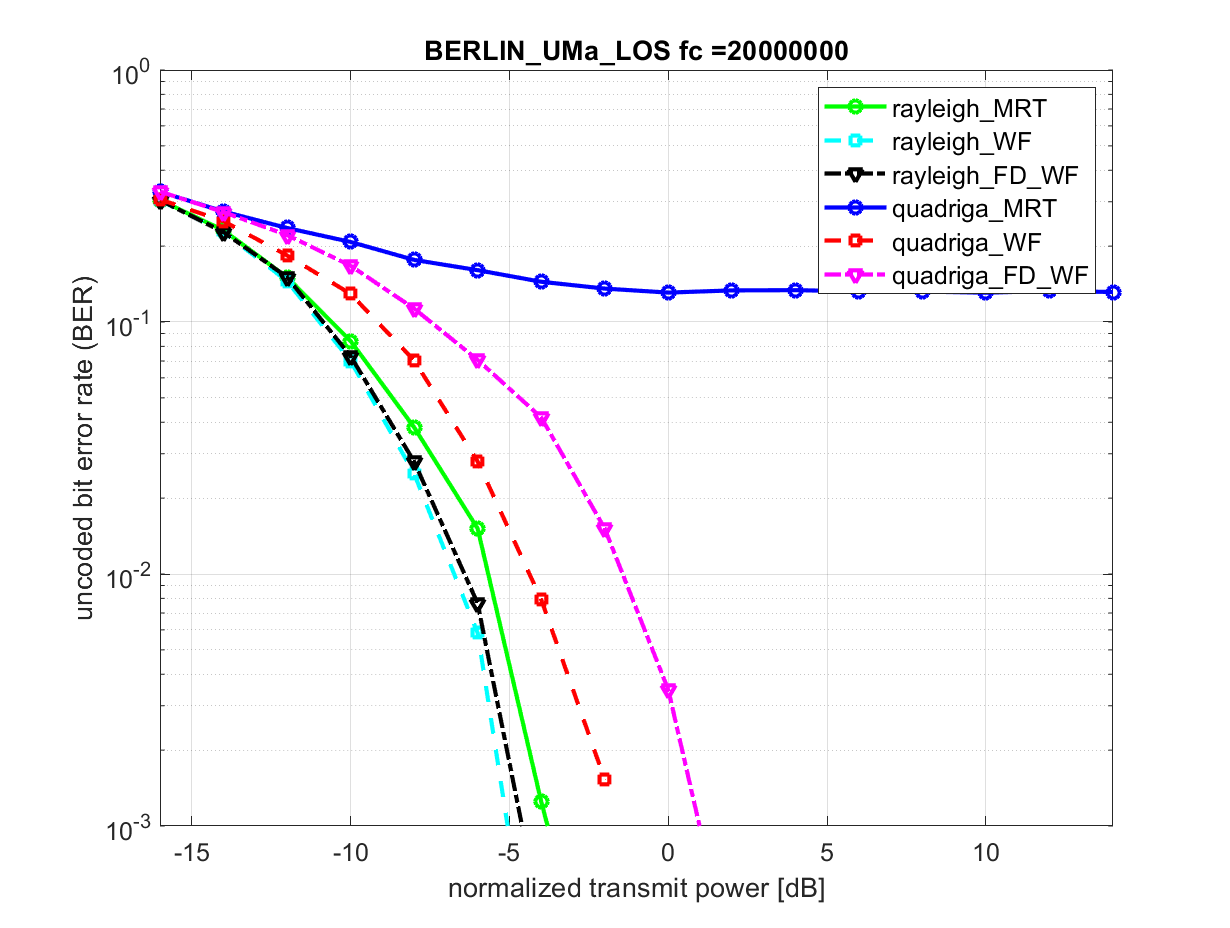 BERLIN_UMa_LOS fc =20000000
10^0
10^-1
10^-2
10^-3
uncoded bit error rate (BER)
rayleigh_MRT
rayleigh_WF
rayleigh_FD_WF
quadriga_MRT
quadriga_WF
quadriga_FD_WF
-15 -10 -5 0 5 10
normalized transmit power [dB]